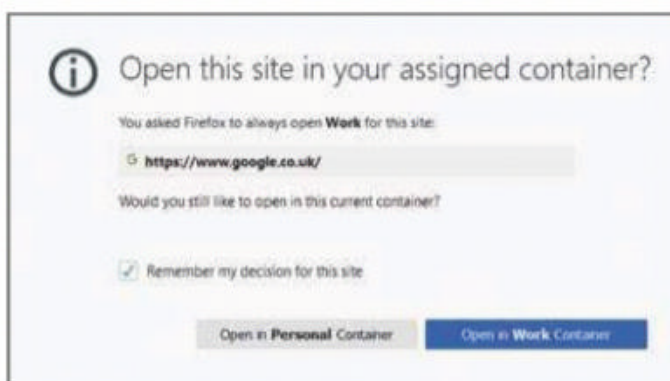 Open this site in your assigned container?
You asked Firefox to always open Work for this site:
G https://www.google.co.uk/
Would you still like to open in this current container?
Remember my decision for this site
Open in Personal Container
Open in Work Container